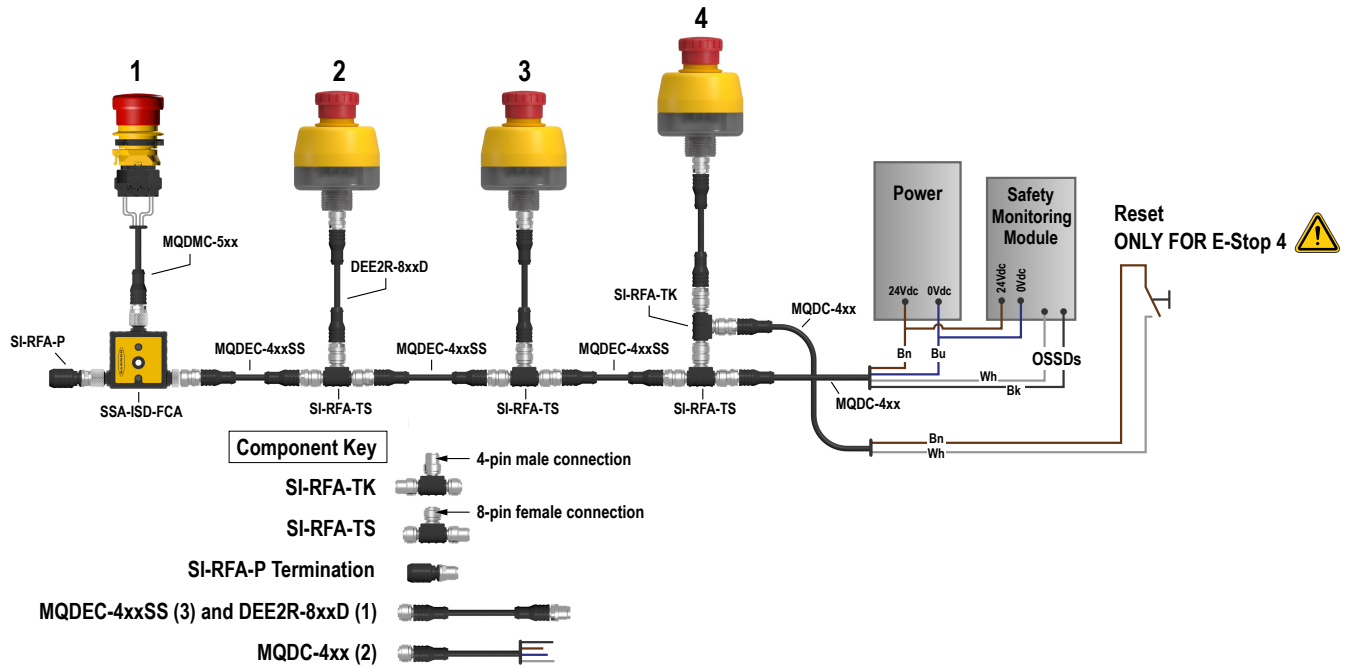 1
2
3
4
MQDMC-5xx
DEE2R-8xxD
SI-RFA-TK
MQDC-4xx
Power
24Vdc
0Vdc
Safety
Monitoring
Module
24Vdc
0Vdc
OSSDs
Reset
ONLY FOR E-Stop 4
SI-RFA-P
SSA-ISD-FCA
MQDEC-4xxSS
SI-RFA-TS
MQDEC-4xxSS
SI-RFA-TS
MQDEC-4xxSS
SI-RFA-TS
MQDC-4xx
Bn
Bu
Wh
Bk
Bn
Wh
Component Key
SI-RFA-TK
4-pin male connection
SI-RFA-TS
8-pin female connection
SI-RFA-P Termination
MQDEC-4xxSS (3) and DEE2R-8xxD (1)
MQDC-4xx (2)